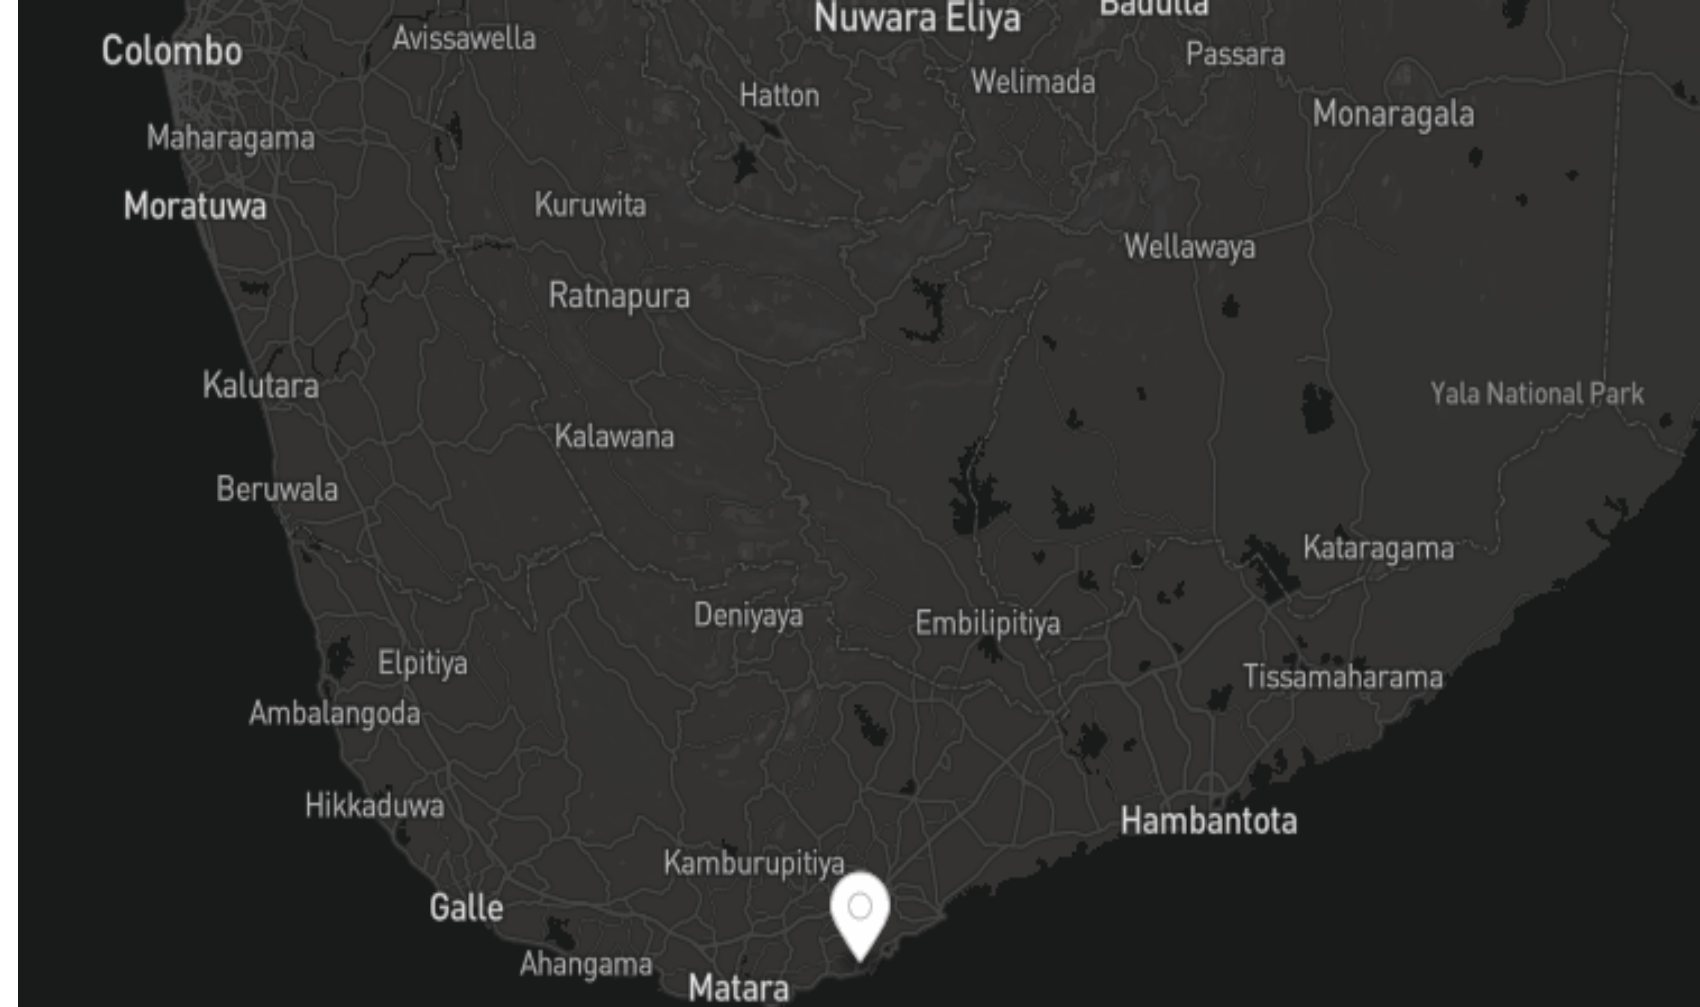 Nuwara Eliya
Badulla
Colombo
Avissawella
Passara
Hatton
Welimada
Monaragala
Maharagama
Moratuwa
Kuruwita
Wellawaya
Ratnapura
Kalutara
Yala National Park
Kalawana
Beruwala
Kataragama
Deniyaya
Embilipitiya
Elpitiya
Tissamaharama
Ambalangoda
Hikkaduwa
Hambantota
Kamburupitiya
Galle
Ahangama
Matara